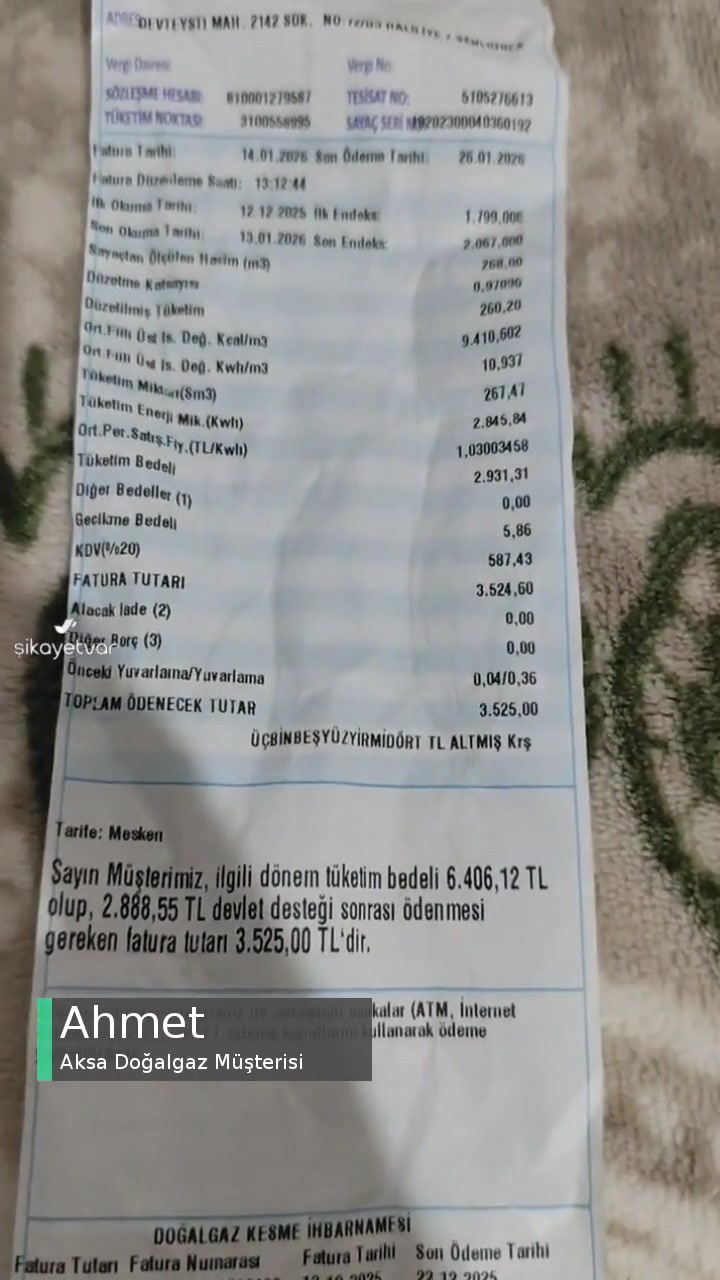 ADRES DEVTEYŞTİ MAH. 2142 SOK. NO:
Vergi Dairesi Vergi No
SÖZLEŞME HESABI 810001279587 TESİSAT NO: 5105276613
TÜKETİM NOKTASI 3100558995 SAYAÇ SERİ
Fatura Tarihi: 14.01.2026 Son Ödeme Tarihi: 26.01.2026
Fatura Düzenleme Saati: 13:12:44
İlk Okuma Tarihi: 12.12.2025 İlk Endeks: 1.799,000
Son Okuma Tarihi: 13.01.2026 Son Endeks: 2.067,000
Sayaçtan Ölçülen Hacim (m3) 268,00
Düzeltme Katsayısı 0,97090
Düzeltilmiş Tüketim 260,20
Ort.Fiili Üst Is. Değ. Kcal/m3 9.410,602
Ort.Fiili Üst Is. Değ. Kwh/m3 10,937
Tüketim Miktarı(Sm3) 267,47
Tüketim Enerji Mik.(Kwh) 2.845,84
Ort.Per.Satış.Fiy.(TL/Kwh) 1,03003458
Tüketim Bedeli 2.931,31
Diğer Bedeller (1) 0,00
Gecikme Bedeli 5,86
KDV(%20) 587,43
FATURA TUTARI 3.524,60
Alacak İade (2) 0,00
Diğer Borç (3) 0,00
şikayetvar
Önceki Yuvarlama/Yuvarlama 0,04/0,36
TOPLAM ÖDENECEK TUTAR 3.525,00
ÜÇBİNBEŞYÜZYİRMİDÖRT TL ALTMIŞ Krş
Tarife: Mesken
Sayın Müşterimiz, ilgili dönem tüketim bedeli 6.406,12 TL
olup, 2.888,55 TL devlet desteği sonrası ödenmesi
gereken fatura tutarı 3.525,00 TL'dir.
(ATM, İnternet
kullanarak ödeme
Ahmet
Aksa Doğalgaz Müşterisi
DOĞALGAZ KESME İHBARNAMESİ
Fatura Tutarı Fatura Numarası Fatura Tarihi Son Ödeme Tarihi
22.12.2025